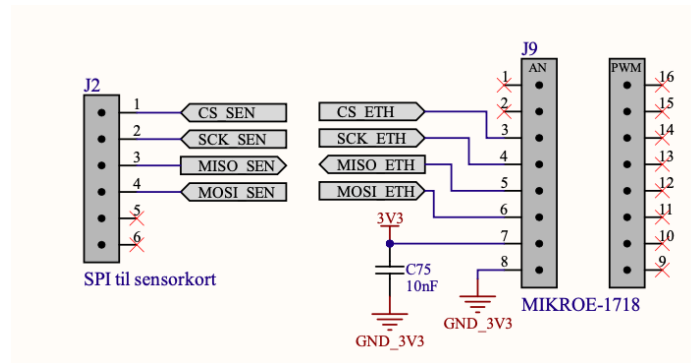 J2
1
CS_SEN
2
SCK_SEN
3
MISO_SEN
4
MOSI_SEN
5
6
SPI til sensorkort
CS_ETH
SCK_ETH
MISO_ETH
MOSI_ETH
3V3
C75
10nF
GND_3V3
GND_3V3
J9
AN
1
2
3
4
5
6
7
8
PWM
16
15
14
13
12
11
10
9
MIKROE-1718